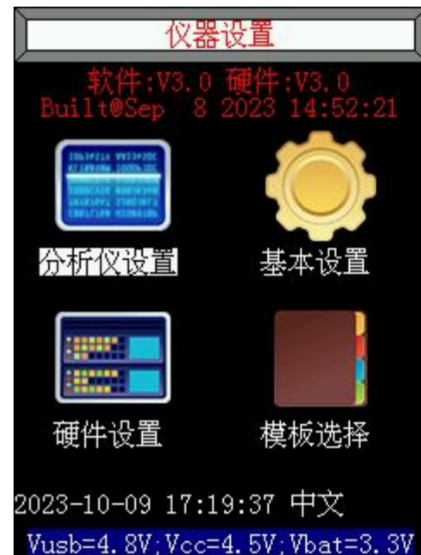 仪器设置
软件:V3.0 硬件:V3.0
Built@Sep  8 2023 14:52:21
分析仪设置
基本设置
硬件设置
模板选择
2023-10-09 17:19:37 中文
Vusb=4.8V;Vcc=4.5V;Vbat=3.3V